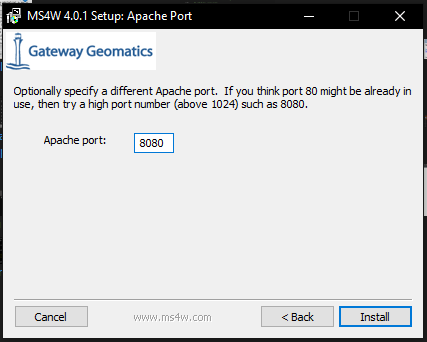 MS4W 4.0.1 Setup: Apache Port
Gateway Geomatics
Optionally specify a different Apache port.  If you think port 80 might be already in
use, then try a high port number (above 1024) such as 8080.
Apache port: 8080
Cancel www.ms4w.com < Back Install